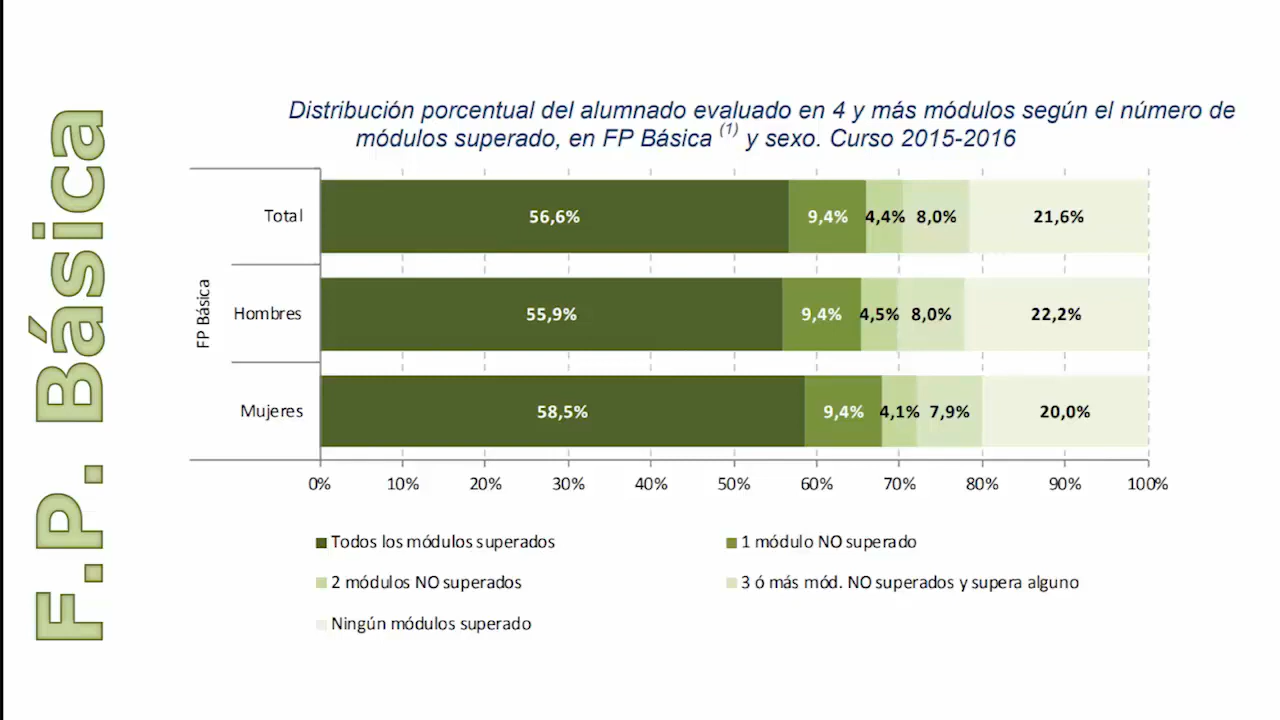 F.P. Básica
Distribución porcentual del alumnado evaluado en 4 y más módulos según el número de
módulos superado, en FP Básica (1) y sexo. Curso 2015-2016
FP Básica
Total 56,6% 9,4% 4,4% 8,0% 21,6%
Hombres 55,9% 9,4% 4,5% 8,0% 22,2%
Mujeres 58,5% 9,4% 4,1% 7,9% 20,0%
0% 10% 20% 30% 40% 50% 60% 70% 80% 90% 100%
Todos los módulos superados 1 módulo NO superado
2 módulos NO superados 3 ó más mód. NO superados y supera alguno
Ningún módulos superado